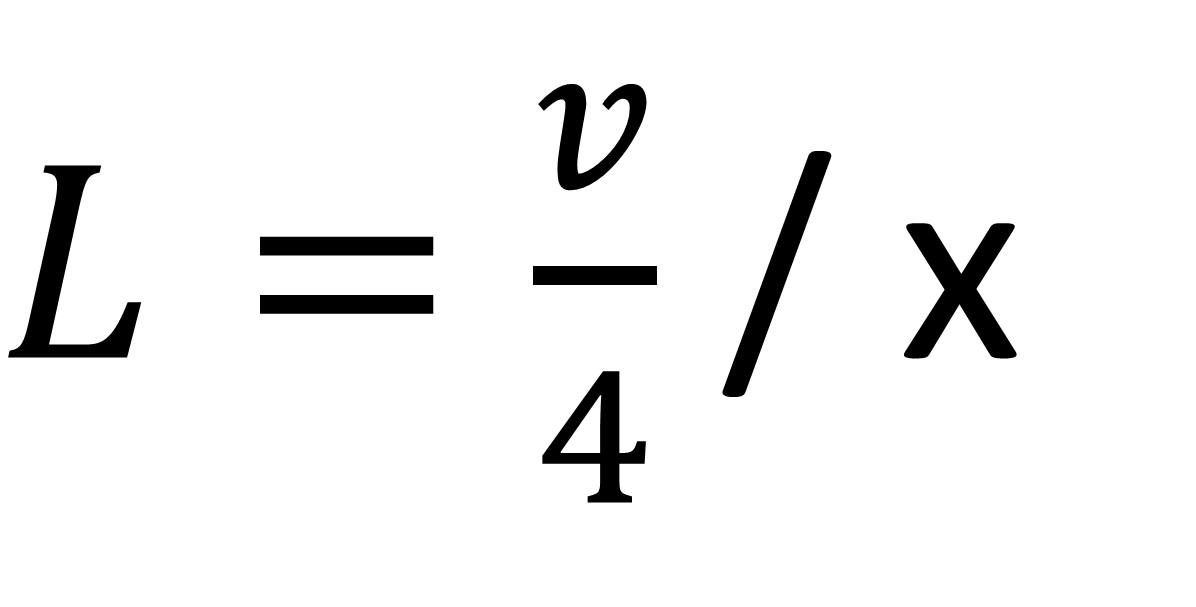 L = v/4 / x